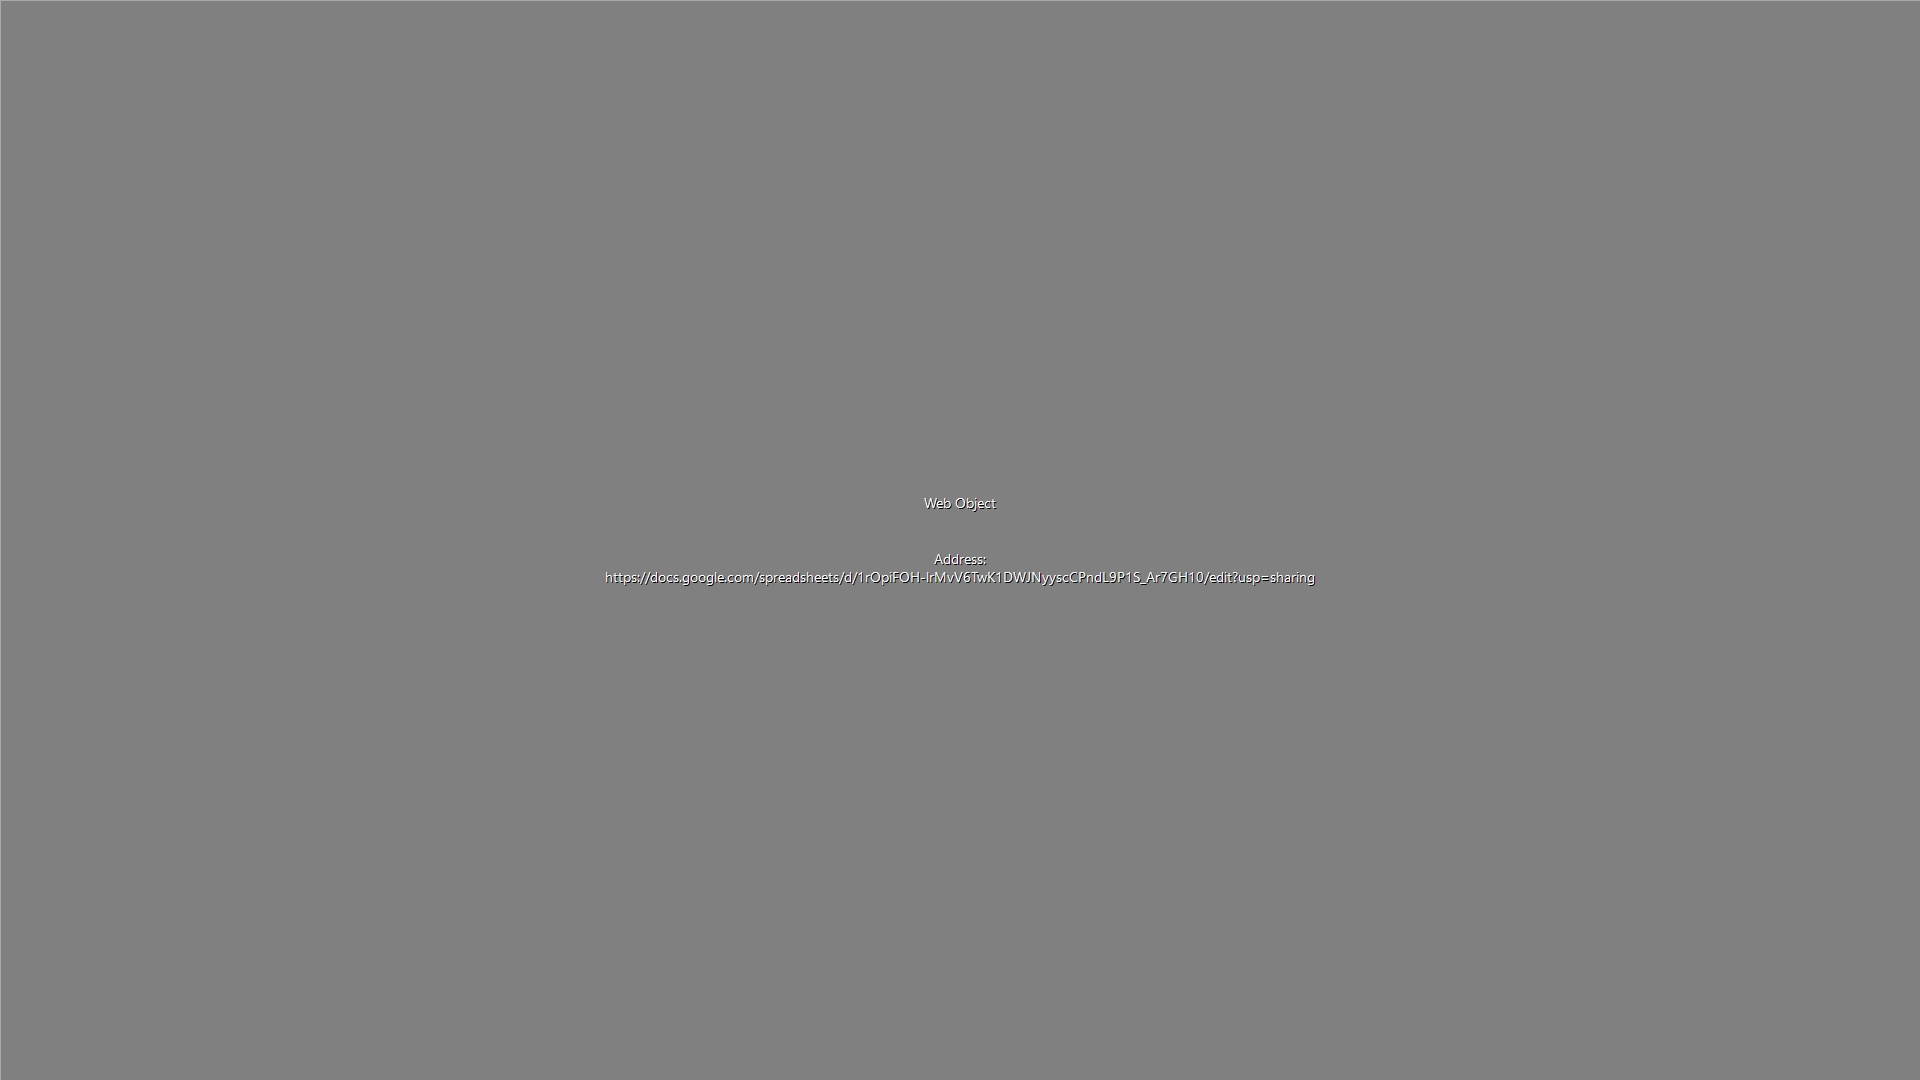 Web Object
Address:
https://docs.google.com/spreadsheets/d/1rOpiFOH-IrMvV6TwK1DWJNyyscCPndL9P1S_Ar7GH10/edit?usp=sharing